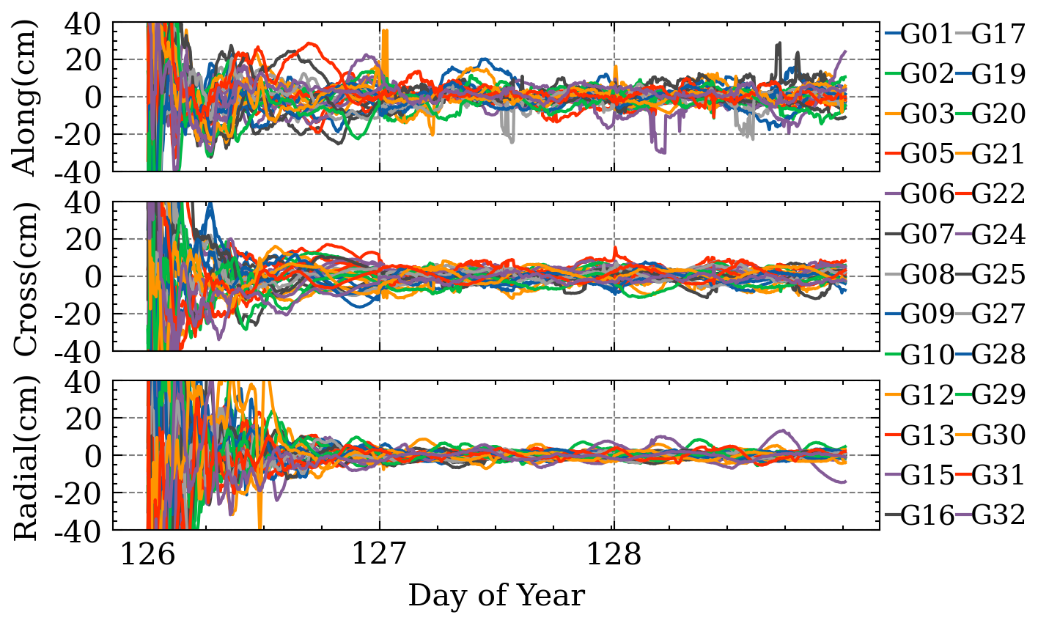 Along(cm)
40
20
0
-20
-40
Cross(cm)
40
20
0
-20
-40
Radial(cm)
40
20
0
-20
-40
126
127
128
Day of Year
G01 G17
G02 G19
G03 G20
G05 G21
G06 G22
G07 G24
G08 G25
G09 G27
G10 G28
G12 G29
G13 G30
G15 G31
G16 G32